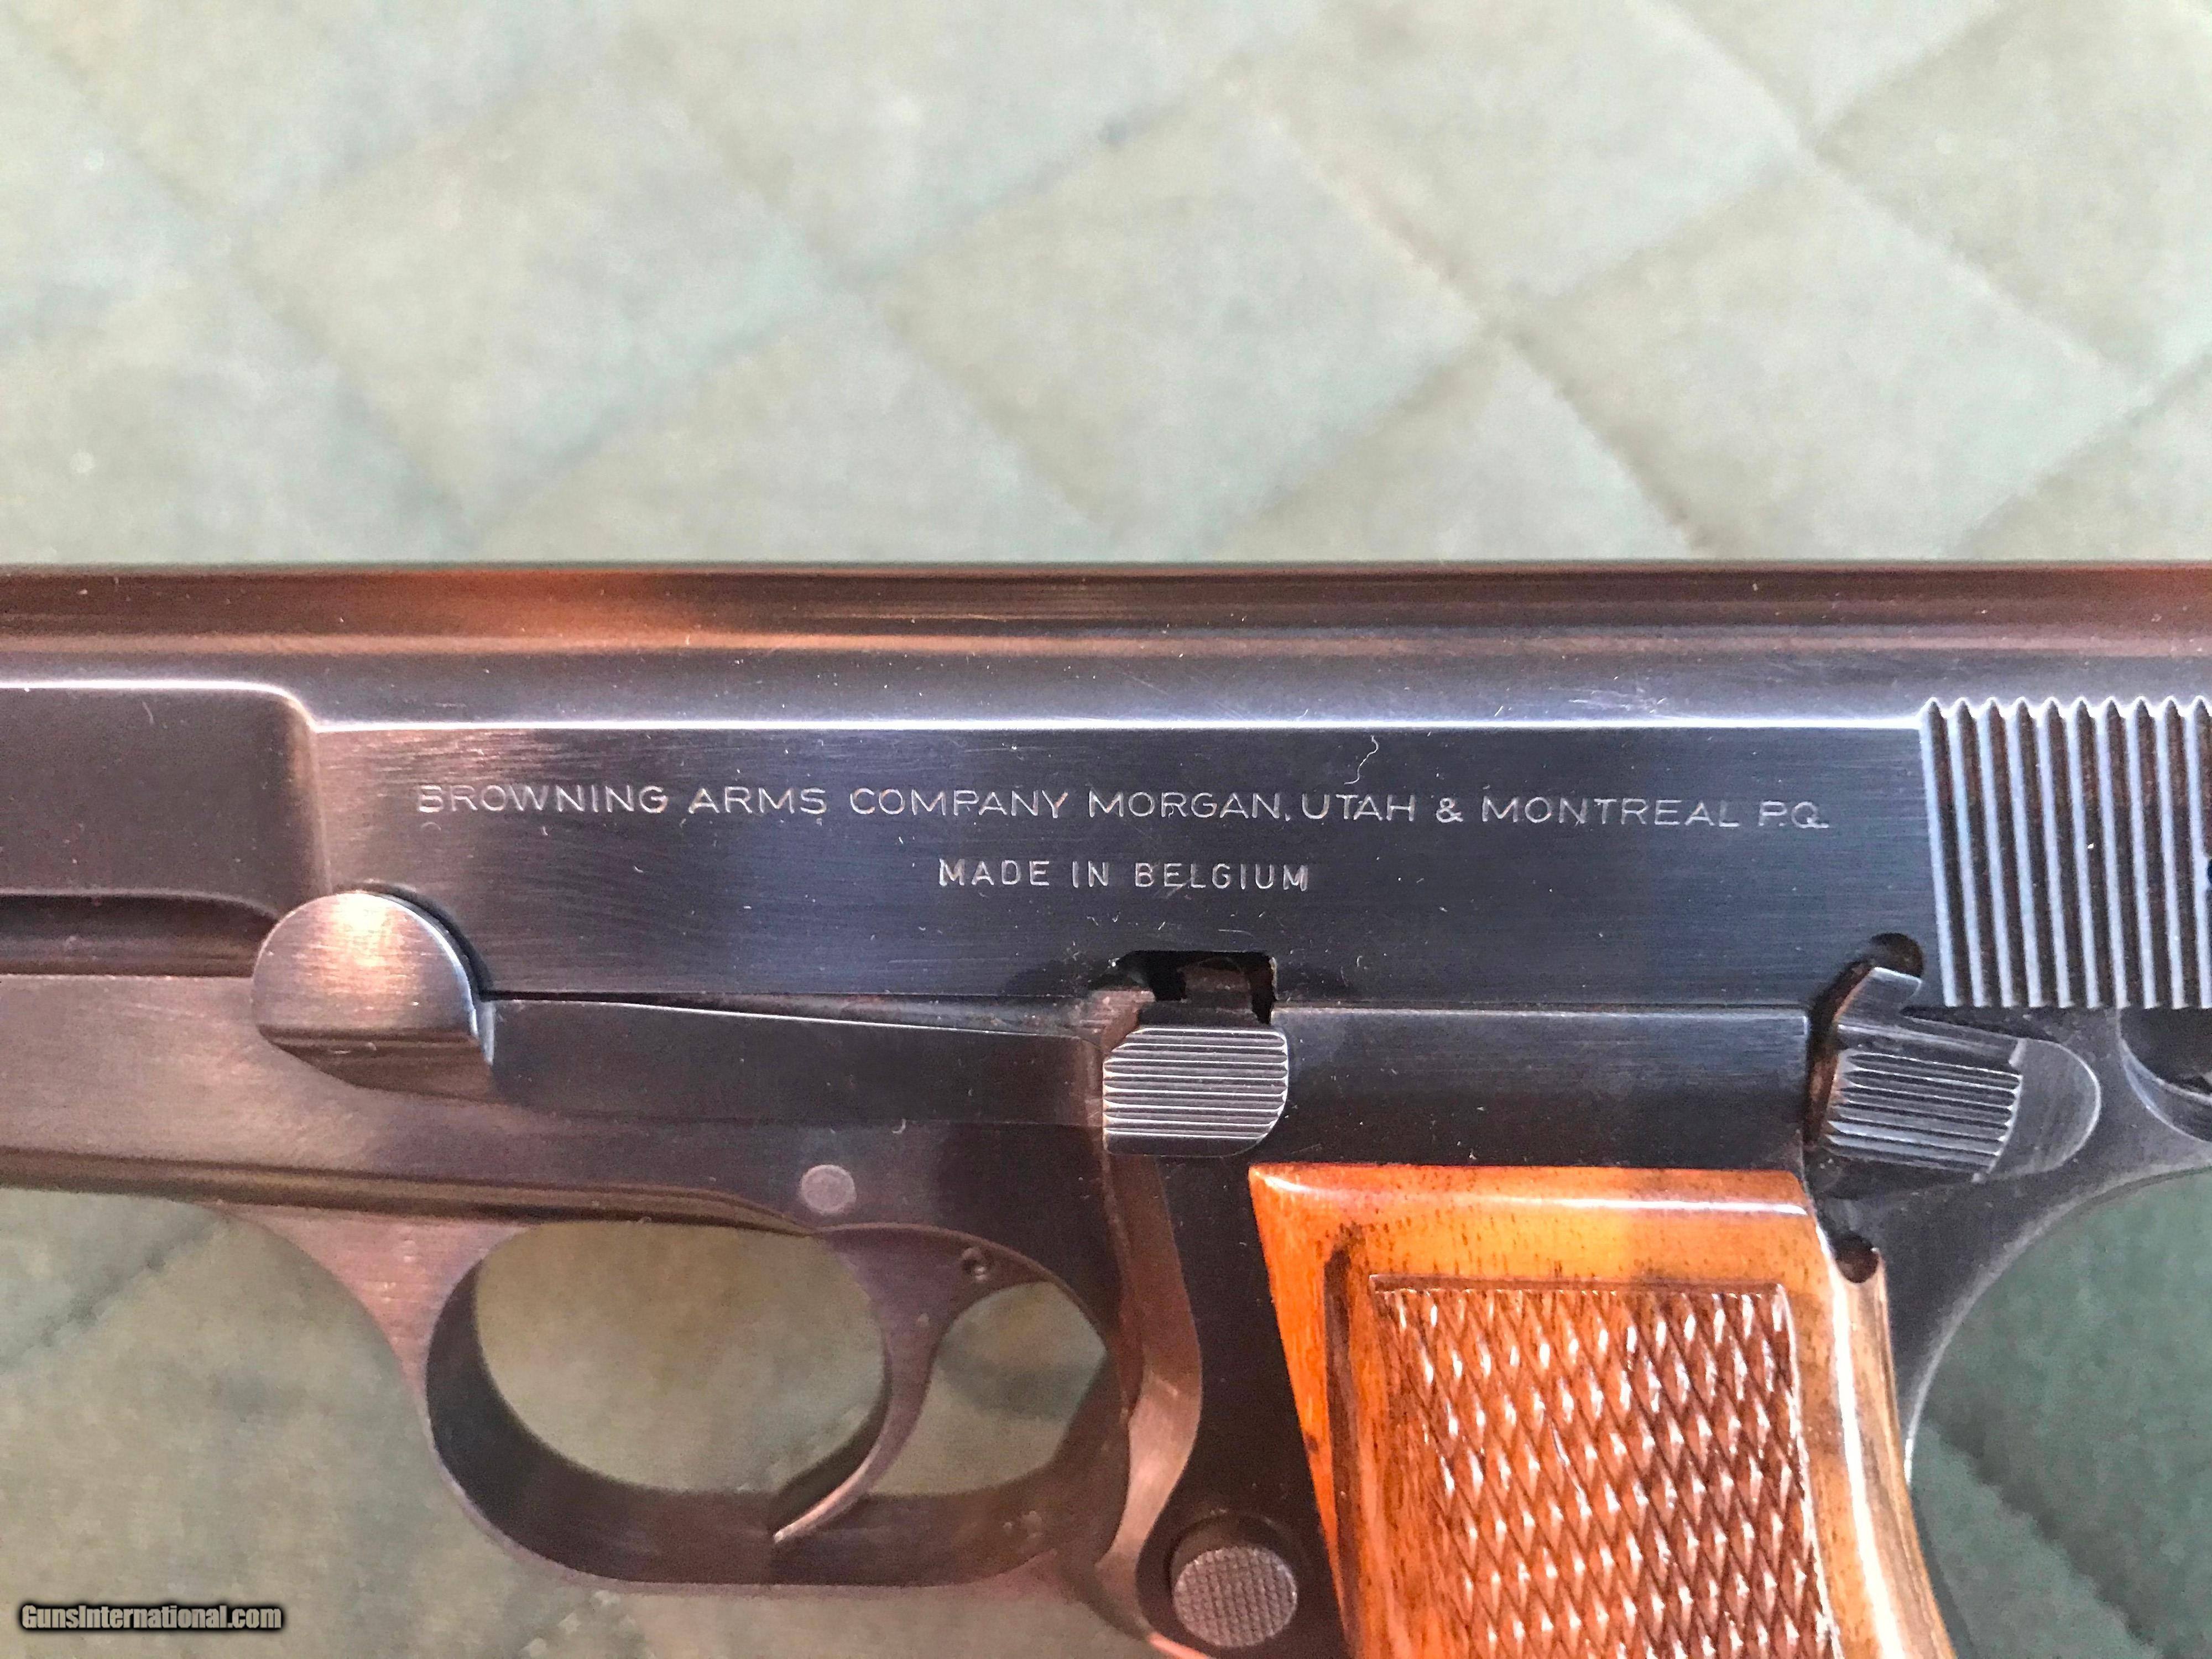 BROWNING ARMS COMPANY MORGAN, UTAH & MONTREAL P.Q.
MADE IN BELGIUM
GunsInternational.com